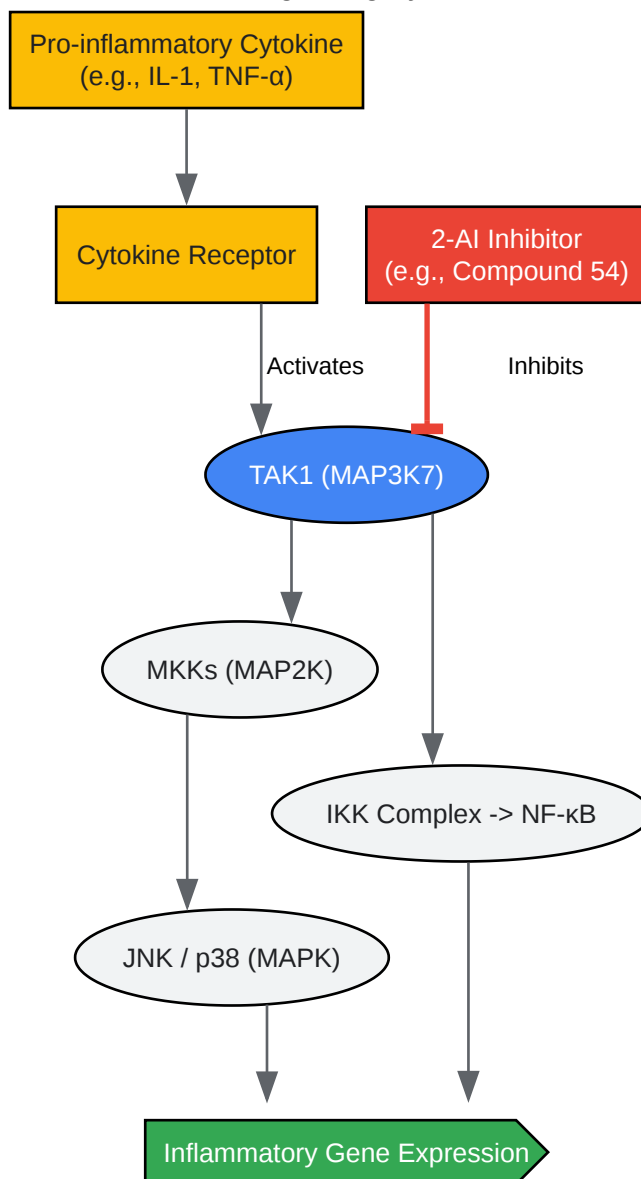 Pro-inflammatory Cytokine
(e.g., IL-1, TNF-α)
Cytokine Receptor
2-AI Inhibitor
(e.g., Compound 54)
Activates
Inhibits
TAK1 (MAP3K7)
MKKs (MAP2K)
IKK Complex -> NF-κB
JNK / p38 (MAPK)
Inflammatory Gene Expression